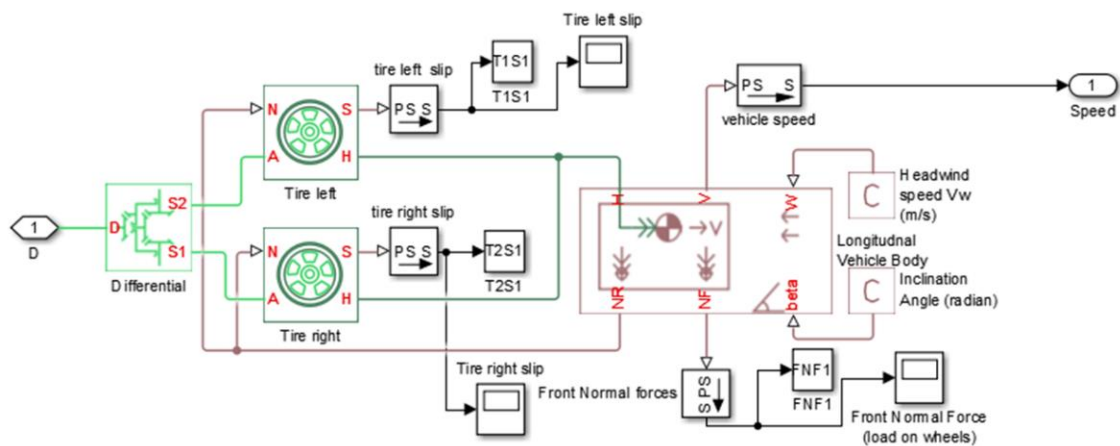 Tire left slip
tire left slip
T1S1
T1S1
N
S
A
H
Tire left
PS S
PS S
vehicle speed
1
Speed
C
Headwind
speed Vw
(m/s)
tire right slip
PS S
T2S1
T2S1
1
D
D
S2
S1
Differential
N
S
A
H
Tire right
H
V
W
V
NR
NF
beta
Longitudnal
Vehicle Body
C
Inclination
Angle (radian)
Tire right slip
Front Normal forces
S PS
FNF1
FNF1
Front Normal Force
(load on wheels)